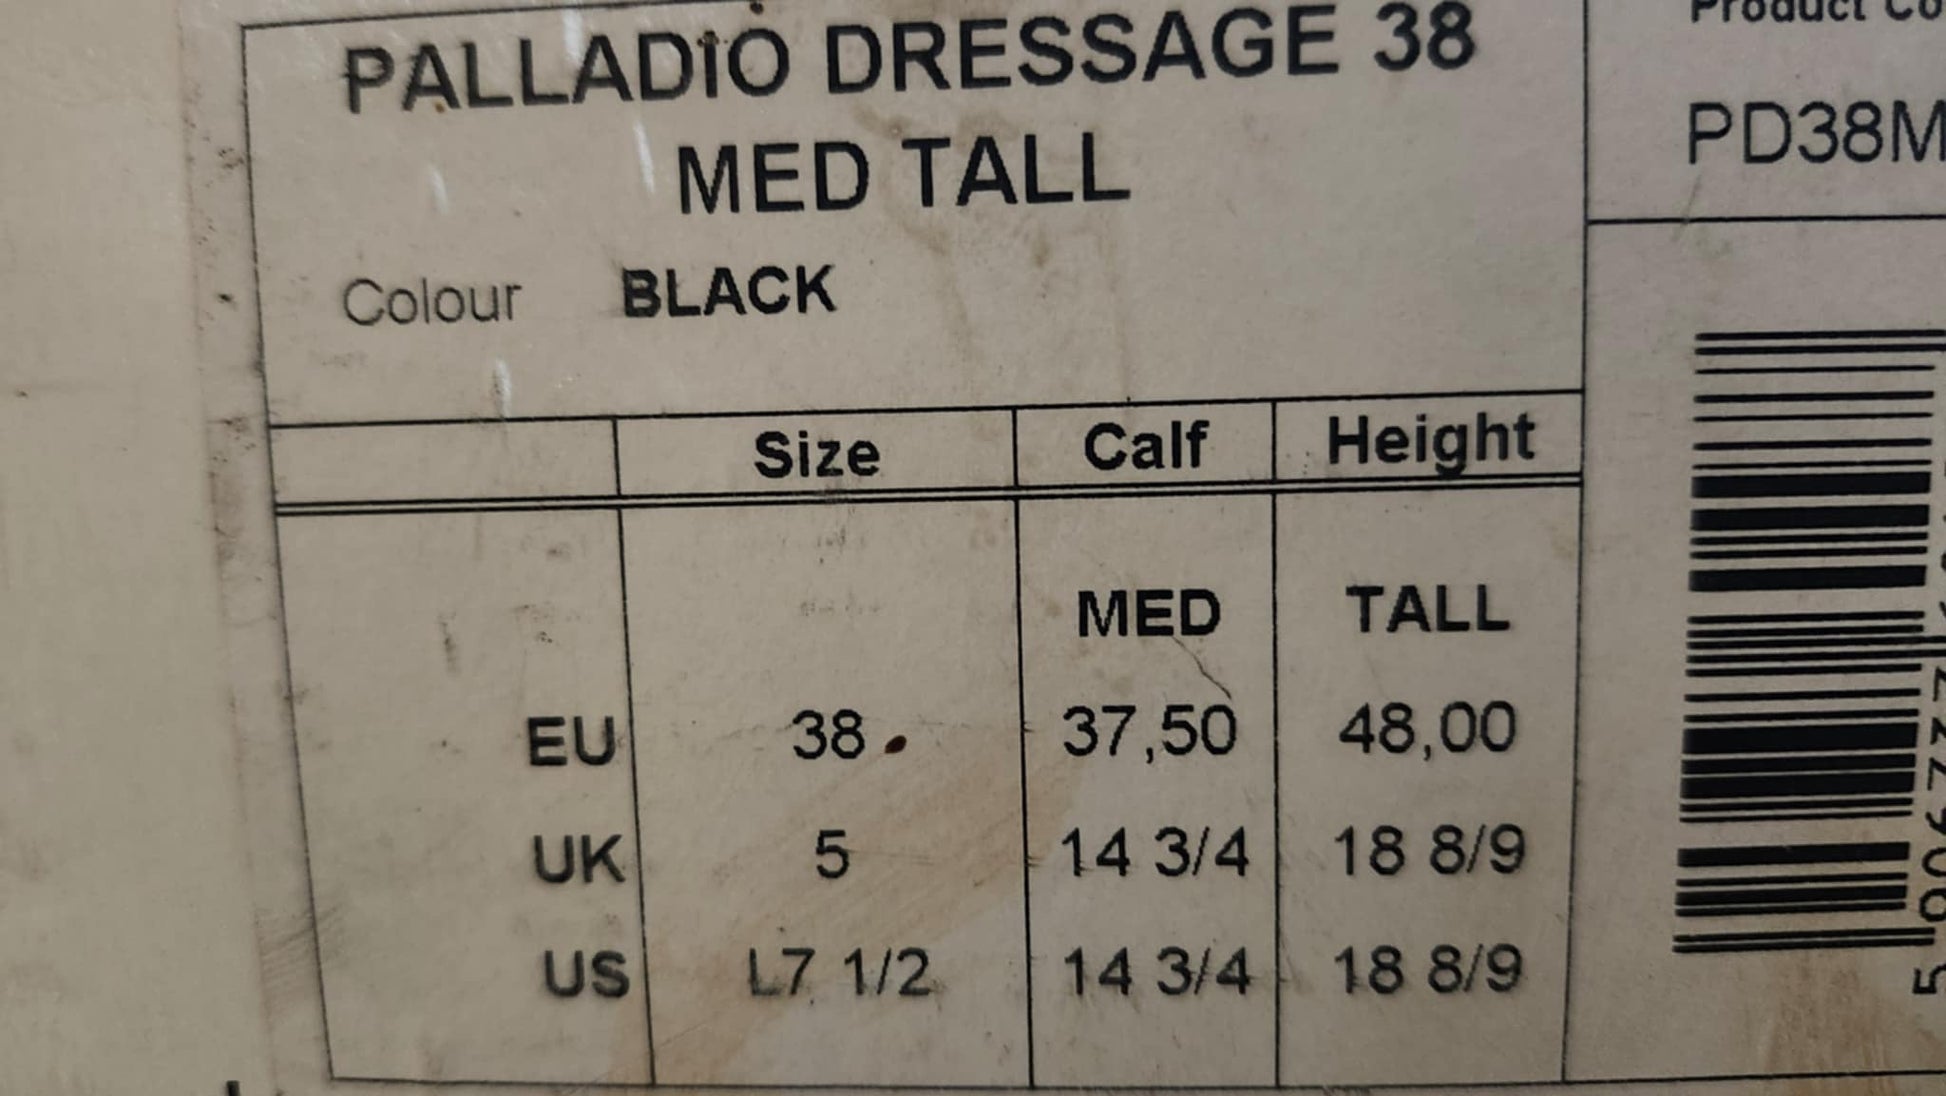 PALLADIO DRESSAGE 38
MED TALL
Colour BLACK
Size Calf Height
MED TALL
EU 38 37,50 48,00
UK 5 14 3/4 18 8/9
US L7 1/2 14 3/4 18 8/9
Product
PD38M